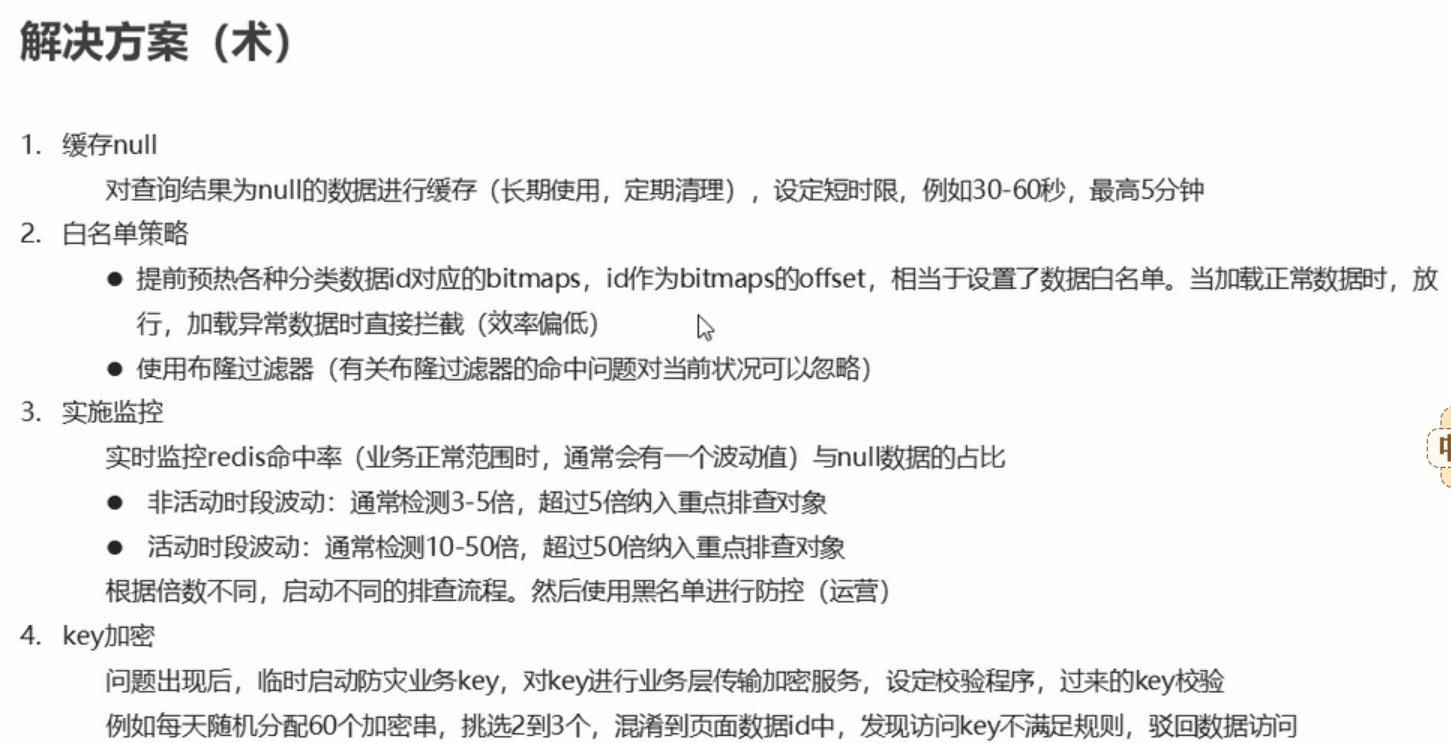 解决方案（术）
1. 缓存null
对查询结果为null的数据进行缓存（长期使用，定期清理），设定短时限，例如30-60秒，最高5分钟
2. 白名单策略
● 提前预热各种分类数据id对应的bitmaps，id作为bitmaps的offset，相当于设置了数据白名单。当加载正常数据时，放
行，加载异常数据时直接拦截（效率偏低）
● 使用布隆过滤器（有关布隆过滤器的命中问题对当前状况可以忽略）
3. 实施监控
实时监控redis命中率（业务正常范围时，通常会有一个波动值）与null数据的占比
● 非活动时段波动：通常检测3-5倍，超过5倍纳入重点排查对象
● 活动时段波动：通常检测10-50倍，超过50倍纳入重点排查对象
根据倍数不同，启动不同的排查流程。然后使用黑名单进行防控（运营）
4. key加密
问题出现后，临时启动防灾业务key，对key进行业务层传输加密服务，设定校验程序，过来的key校验
例如每天随机分配60个加密串，挑选2到3个，混淆到页面数据id中，发现访问key不满足规则，驳回数据访问